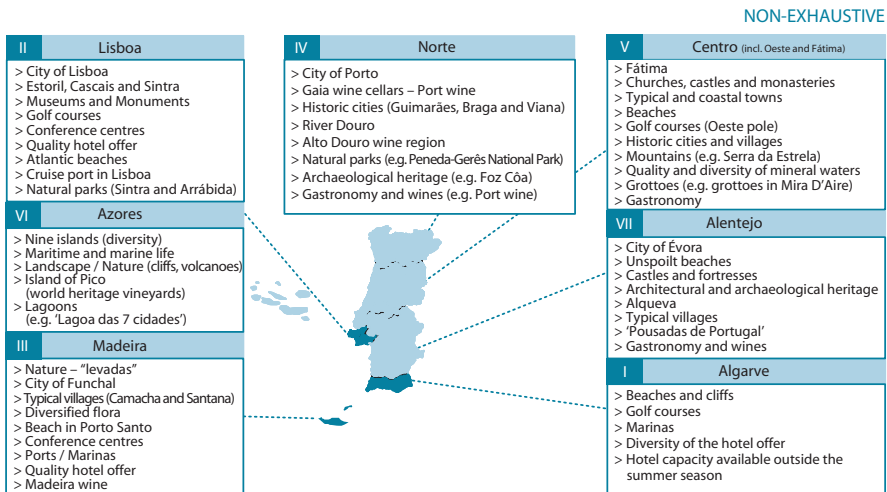 NON-EXHAUSTIVE
II Lisboa
> City of Lisboa
> Estoril, Cascais and Sintra
> Museums and Monuments
> Golf courses
> Conference centres
> Quality hotel offer
> Atlantic beaches
> Cruise port in Lisboa
> Natural parks (Sintra and Arrábida)
IV Norte
> City of Porto
> Gaia wine cellars – Port wine
> Historic cities (Guimarães, Braga and Viana)
> River Douro
> Alto Douro wine region
> Natural parks (e.g. Peneda-Gerês National Park)
> Archaeological heritage (e.g. Foz Côa)
> Gastronomy and wines (e.g. Port wine)
V Centro (incl. Oeste and Fátima)
> Fátima
> Churches, castles and monasteries
> Typical and coastal towns
> Beaches
> Golf courses (Oeste pole)
> Historic cities and villages
> Mountains (e.g. Serra da Estrela)
> Quality and diversity of mineral waters
> Grottoes (e.g. grottoes in Mira D’Aire)
> Gastronomy
VI Azores
> Nine islands (diversity)
> Maritime and marine life
> Landscape / Nature (cliffs, volcanoes)
> Island of Pico
(world heritage vineyards)
> Lagoons
(e.g. ‘Lagoa das 7 cidades’)
VII Alentejo
> City of Évora
> Unspoilt beaches
> Castles and fortresses
> Architectural and archaeological heritage
> Alqueva
> Typical villages
> ‘Pousadas de Portugal’
> Gastronomy and wines
III Madeira
> Nature – “levadas”
> City of Funchal
> Typical villages (Camacha and Santana)
> Diversified flora
> Beach in Porto Santo
> Conference centres
> Ports / Marinas
> Quality hotel offer
> Madeira wine
I Algarve
> Beaches and cliffs
> Golf courses
> Marinas
> Diversity of the hotel offer
> Hotel capacity available outside the
summer season